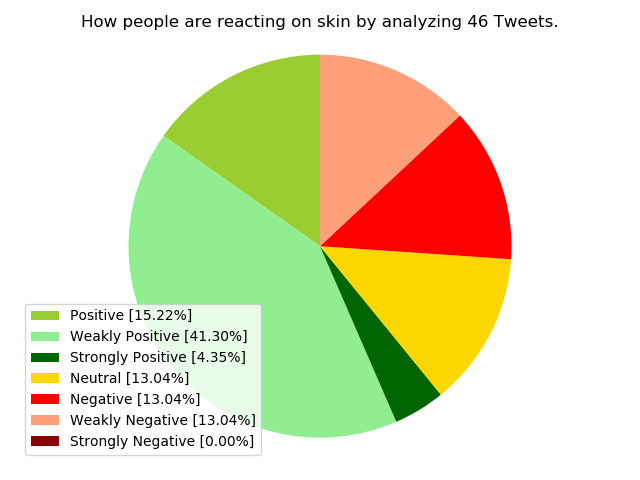 How people are reacting on skin by analyzing 46 Tweets.
Positive [15.22%]
Weakly Positive [41.30%]
Strongly Positive [4.35%]
Neutral [13.04%]
Negative [13.04%]
Weakly Negative [13.04%]
Strongly Negative [0.00%]